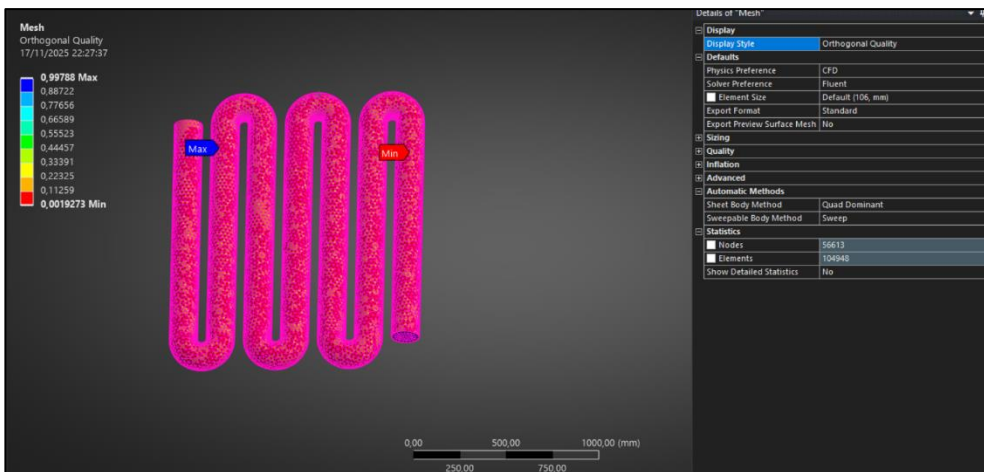 Mesh
Orthogonal Quality
17/11/2025 22:27:37
0,99788 Max
0,88722
0,77656
0,66589
0,55523
0,44457
0,33391
0,22325
0,11259
0,0019273 Min
Max
Min
0,00 500,00 1000,00 (mm)
250,00 750,00
Details of "Mesh"
Display
Display Style Orthogonal Quality
Defaults
Physics Preference CFD
Solver Preference Fluent
Element Size Default (106, mm)
Export Format Standard
Export Preview Surface Mesh No
Sizing
Quality
Inflation
Advanced
Automatic Methods
Sheet Body Method Quad Dominant
Sweepable Body Method Sweep
Statistics
Nodes 56613
Elements 104948
Show Detailed Statistics No